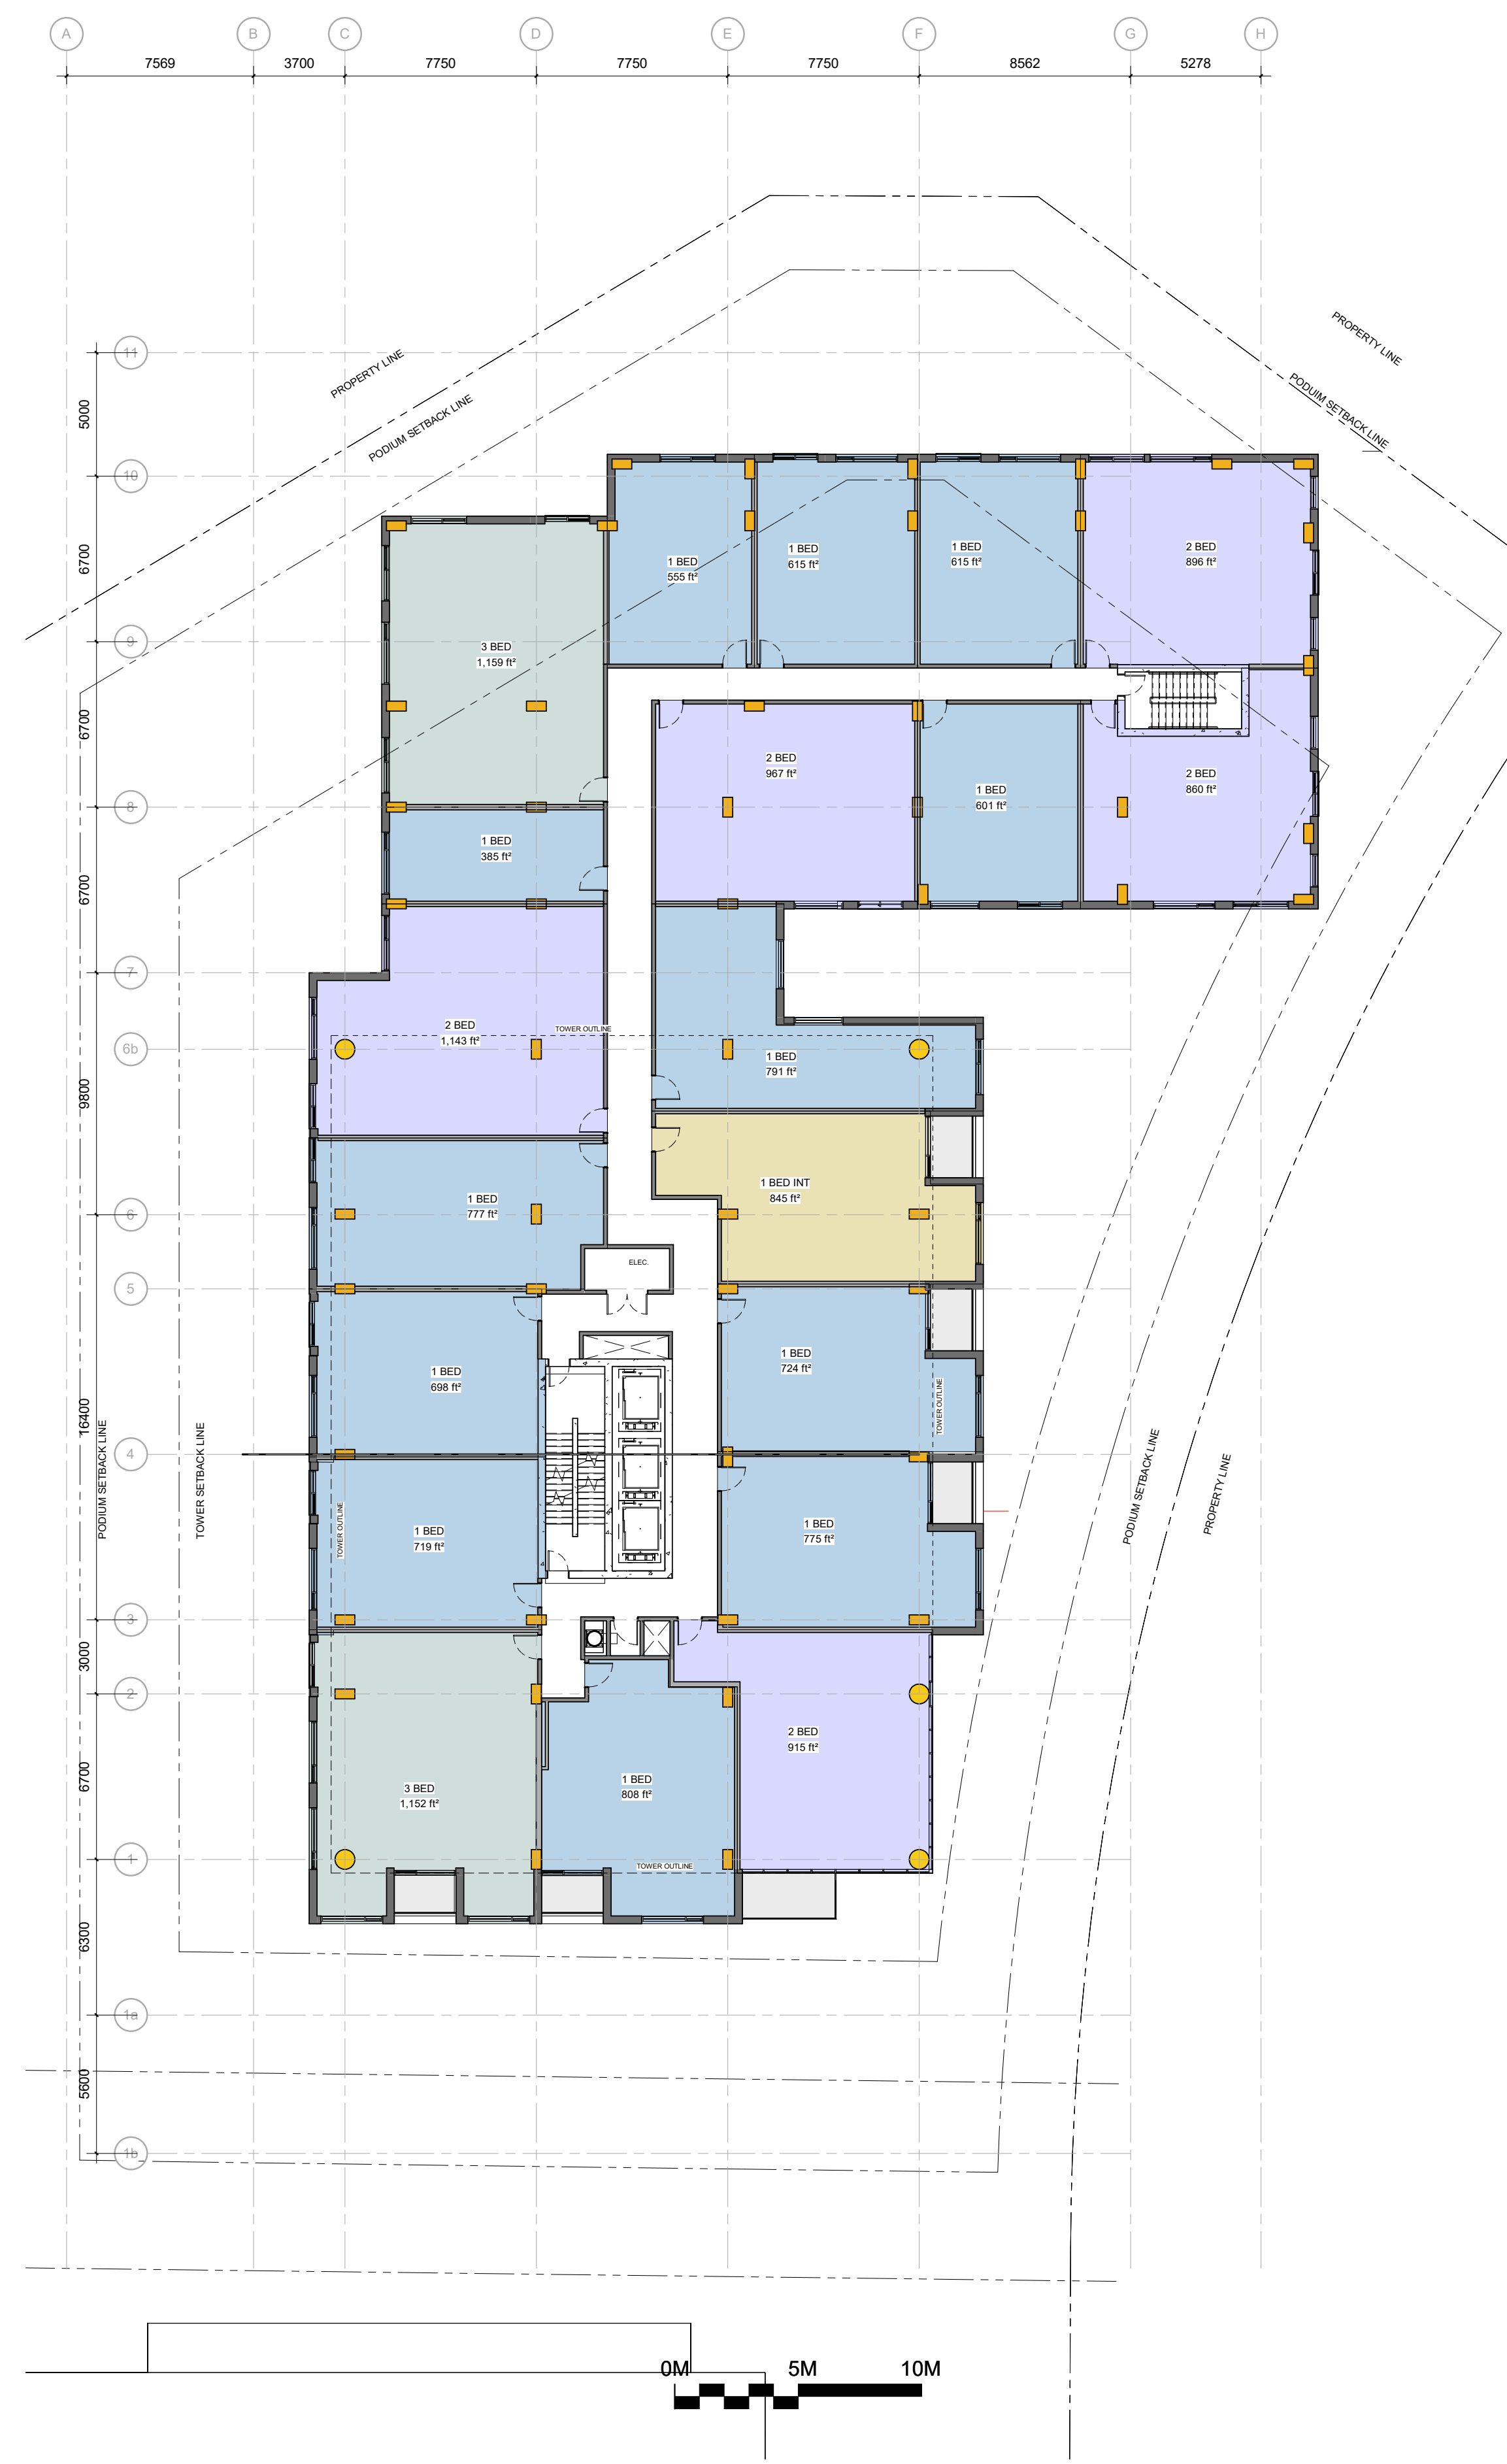 A
B
C
D
E
F
G
H
7569
3700
7750
7750
7750
8562
5278
PROPERTY LINE
PODUIM SETBACK LINE
PROPERTY LINE
PODIUM SETBACK LINE
11
5000
10
6700
9
6700
8
6700
7
6b
9800
6
5
16400
4
3
3000
2
6700
1
6300
1a
5600
1b
1 BED
555 ft²
1 BED
615 ft²
1 BED
615 ft²
2 BED
896 ft²
3 BED
1,159 ft²
2 BED
967 ft²
1 BED
601 ft²
2 BED
860 ft²
1 BED
385 ft²
2 BED
1,143 ft²
TOWER OUTLINE
1 BED
791 ft²
1 BED INT
845 ft²
1 BED
777 ft²
ELEC.
1 BED
698 ft²
1 BED
724 ft²
TOWER OUTLINE
PODIUM SETBACK LINE
TOWER SETBACK LINE
TOWER OUTLINE
1 BED
719 ft²
1 BED
775 ft²
PODIUM SETBACK LINE
PROPERTY LINE
2 BED
915 ft²
1 BED
808 ft²
3 BED
1,152 ft²
TOWER OUTLINE
0M
5M
10M